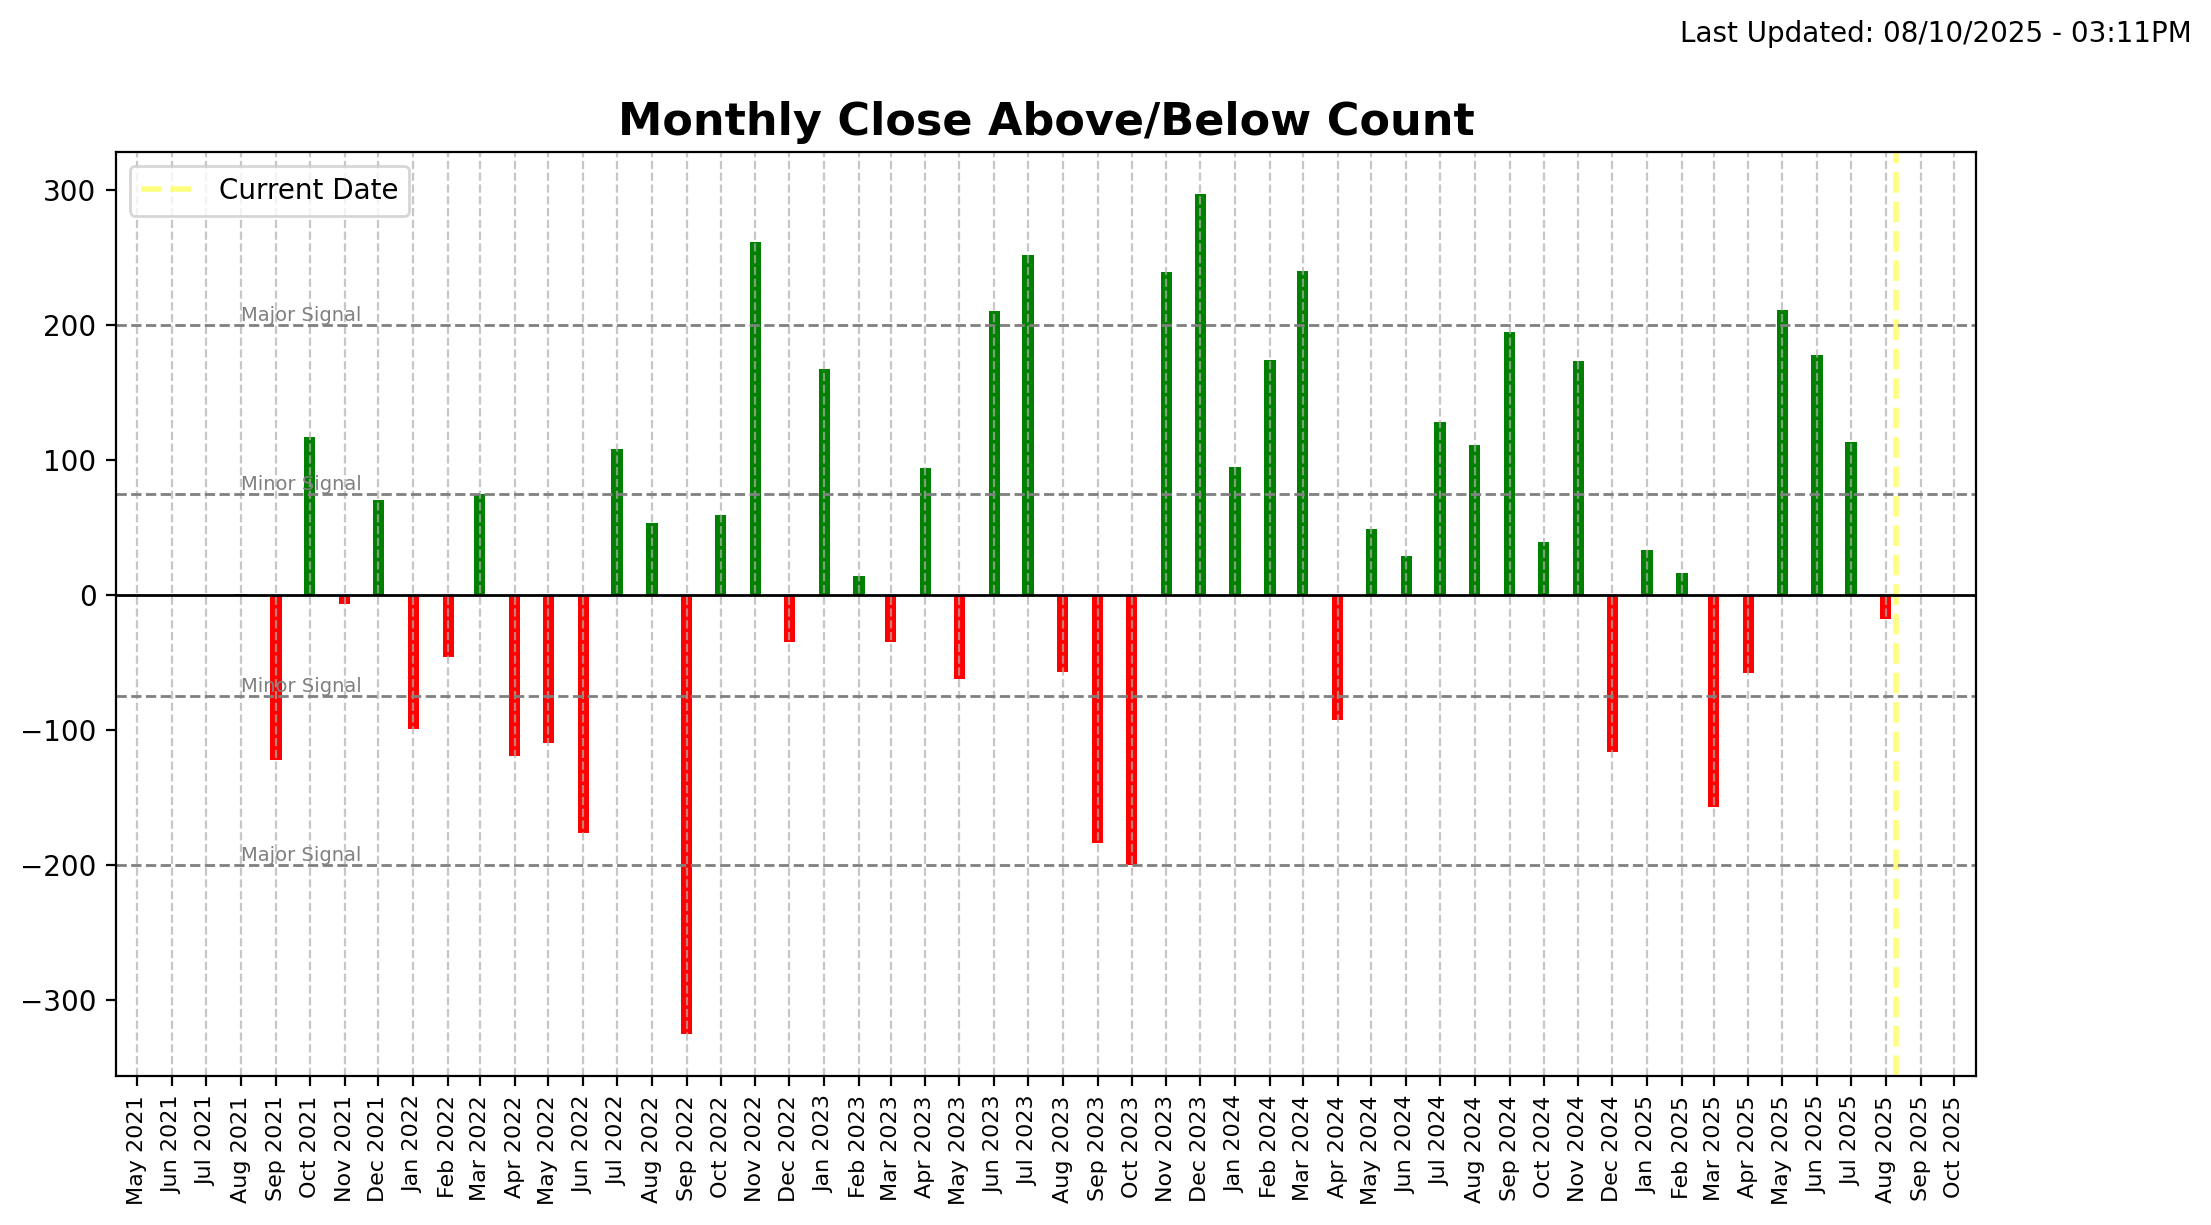 Last Updated: 08/10/2025 - 03:11PM
Monthly Close Above/Below Count
Current Date
300
200
100
0
−100
−200
−300
Major Signal
Minor Signal
Minor Signal
Major Signal
May 2021
Jun 2021
Jul 2021
Aug 2021
Sep 2021
Oct 2021
Nov 2021
Dec 2021
Jan 2022
Feb 2022
Mar 2022
Apr 2022
May 2022
Jun 2022
Jul 2022
Aug 2022
Sep 2022
Oct 2022
Nov 2022
Dec 2022
Jan 2023
Feb 2023
Mar 2023
Apr 2023
May 2023
Jun 2023
Jul 2023
Aug 2023
Sep 2023
Oct 2023
Nov 2023
Dec 2023
Jan 2024
Feb 2024
Mar 2024
Apr 2024
May 2024
Jun 2024
Jul 2024
Aug 2024
Sep 2024
Oct 2024
Nov 2024
Dec 2024
Jan 2025
Feb 2025
Mar 2025
Apr 2025
May 2025
Jun 2025
Jul 2025
Aug 2025
Sep 2025
Oct 2025